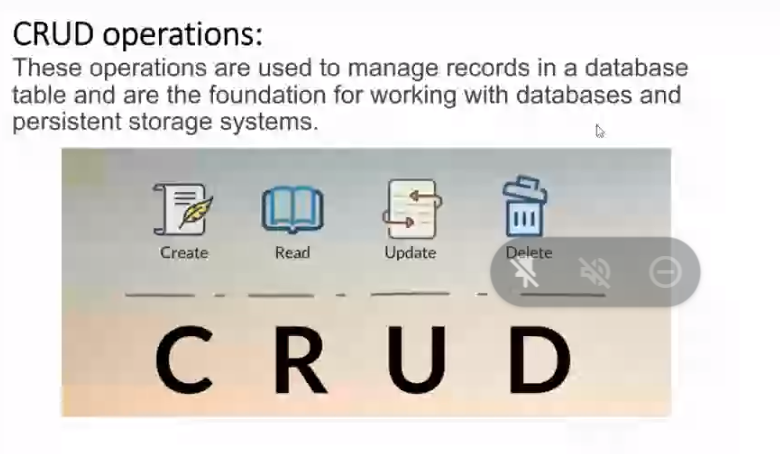 CRUD operations:
These operations are used to manage records in a database
table and are the foundation for working with databases and
persistent storage systems.
Create Read Update Delete
C R U D